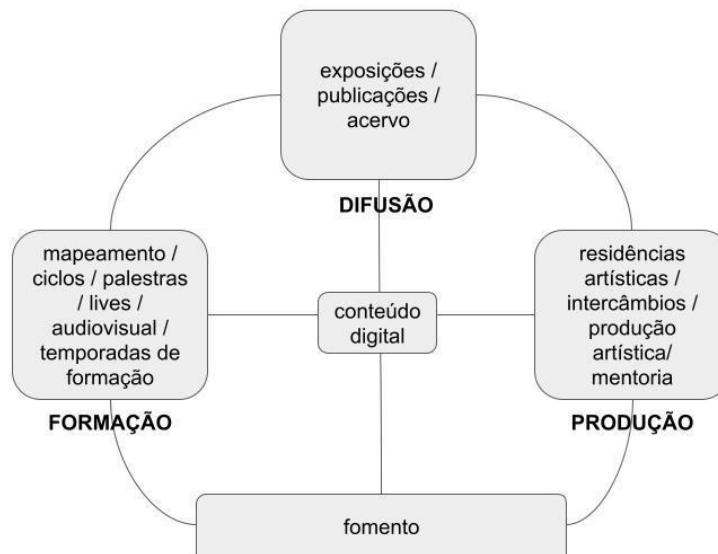 exposições /
publicações /
acervo
DIFUSÃO
mapeamento /
ciclos / palestras
/ lives /
audiovisual /
temporadas de
formação
FORMAÇÃO
conteúdo
digital
residências
artísticas /
intercâmbios /
produção
artística/
mentoria
PRODUÇÃO
fomento